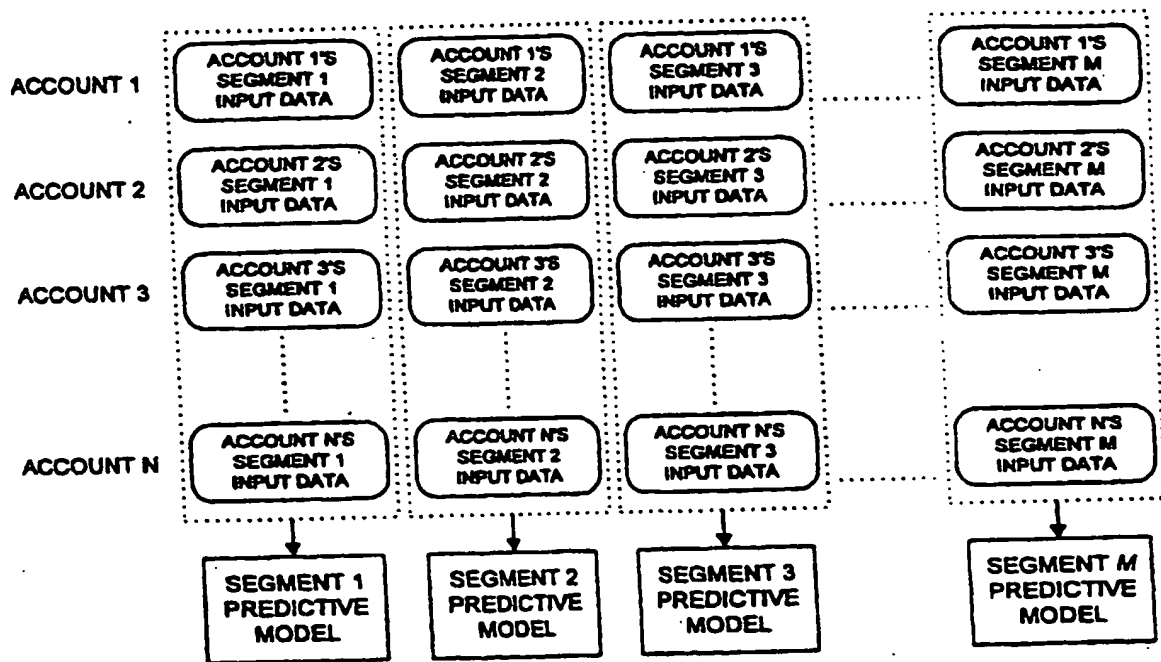 ACCOUNT 1
ACCOUNT 1'S
SEGMENT 1
INPUT DATA
ACCOUNT 1'S
SEGMENT 2
INPUT DATA
ACCOUNT 1'S
SEGMENT 3
INPUT DATA
ACCOUNT 1'S
SEGMENT M
INPUT DATA
ACCOUNT 2
ACCOUNT 2'S
SEGMENT 1
INPUT DATA
ACCOUNT 2'S
SEGMENT 2
INPUT DATA
ACCOUNT 2'S
SEGMENT 3
INPUT DATA
ACCOUNT 2'S
SEGMENT M
INPUT DATA
ACCOUNT 3
ACCOUNT 3'S
SEGMENT 1
INPUT DATA
ACCOUNT 3'S
SEGMENT 2
INPUT DATA
ACCOUNT 3'S
SEGMENT 3
INPUT DATA
ACCOUNT 3'S
SEGMENT M
INPUT DATA
ACCOUNT N
ACCOUNT N'S
SEGMENT 1
INPUT DATA
ACCOUNT N'S
SEGMENT 2
INPUT DATA
ACCOUNT N'S
SEGMENT 3
INPUT DATA
ACCOUNT N'S
SEGMENT M
INPUT DATA
SEGMENT 1
PREDICTIVE
MODEL
SEGMENT 2
PREDICTIVE
MODEL
SEGMENT 3
PREDICTIVE
MODEL
SEGMENT M
PREDICTIVE
MODEL